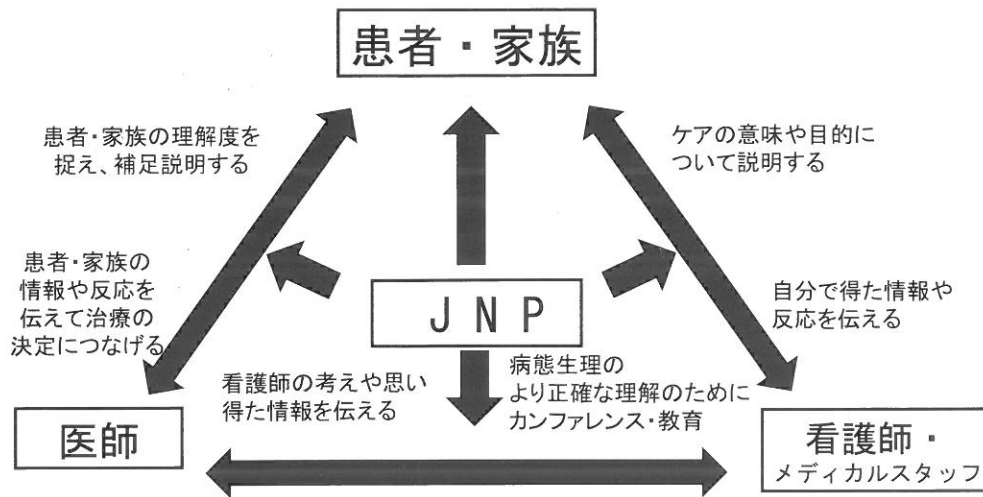 患者・家族
患者・家族の理解度を
捉え、補足説明する
ケアの意味や目的に
ついて説明する
患者・家族の
情報や反応を
伝えて治療の
決定につなげる
JNP
自分で得た情報や
反応を伝える
看護師の考えや思い
得た情報を伝える
病態生理の
より正確な理解のために
カンファレンス・教育
医師
看護師・
メディカルスタッフ